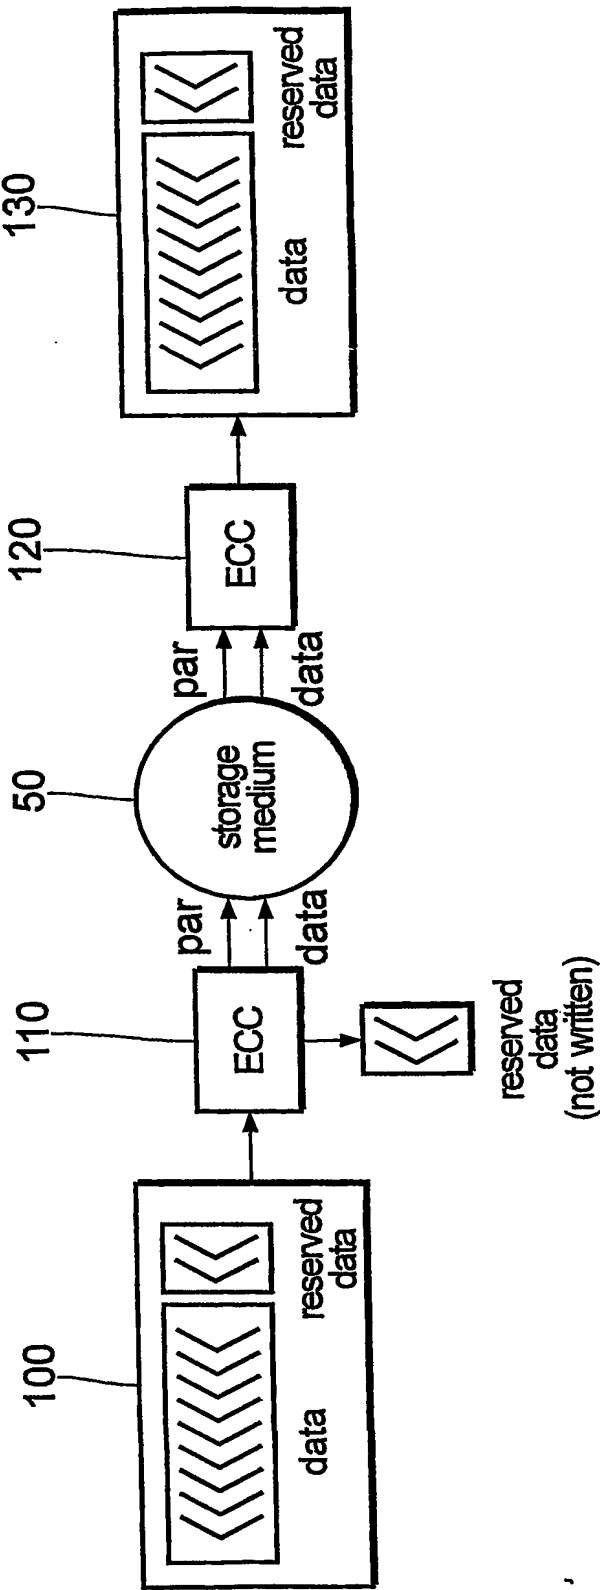 100
110
50
120
130
data
reserved
data
ECC
par
data
storage
medium
par
data
ECC
data
reserved
data
reserved
data
(not written)